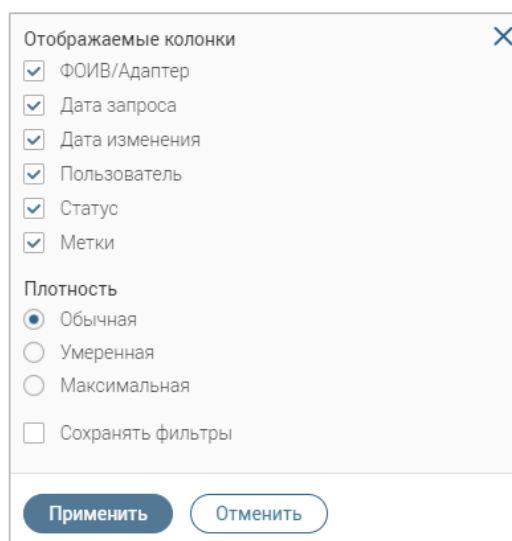 Отображаемые колонки
ФОИВ/Адаптер
Дата запроса
Дата изменения
Пользователь
Статус
Метки
Плотность
Обычная
Умеренная
Максимальная
Сохранять фильтры
Применить Отменить